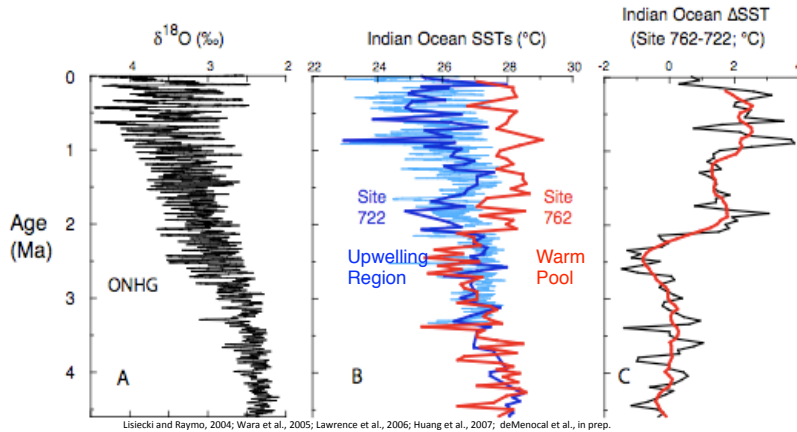 δ¹⁸O (‰)
Indian Ocean SSTs (°C)
Indian Ocean ΔSST
(Site 762-722; °C)
4 3 2
22 24 26 28 30
-2 0 2 4
0
1
2
3
4
Age
(Ma)
ONHG
A
Site
722
Site
762
Upwelling
Region
Warm
Pool
B
C
Lisiecki and Raymo, 2004; Wara et al., 2005; Lawrence et al., 2006; Huang et al., 2007; deMenocal et al., in prep.